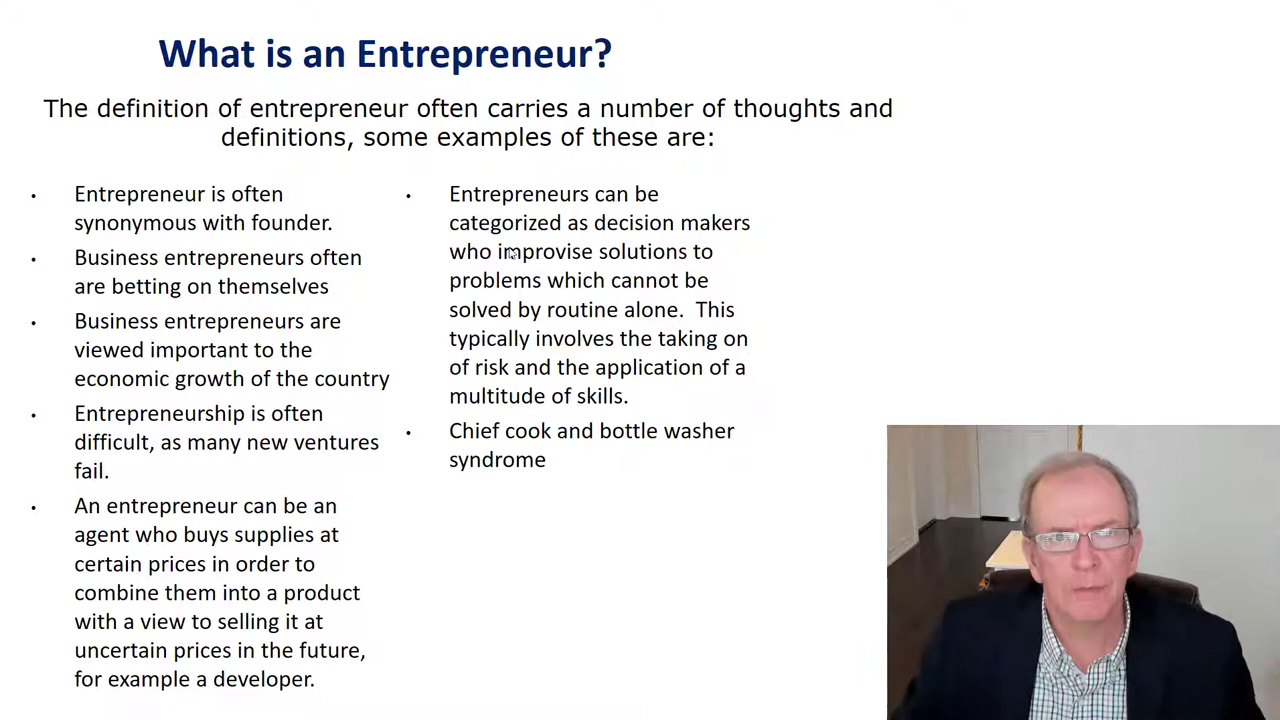 What is an Entrepreneur?
The definition of entrepreneur often carries a number of thoughts and
definitions, some examples of these are:
• Entrepreneur is often
synonymous with founder.
• Business entrepreneurs often
are betting on themselves
• Business entrepreneurs are
viewed important to the
economic growth of the country
• Entrepreneurship is often
difficult, as many new ventures
fail.
• An entrepreneur can be an
agent who buys supplies at
certain prices in order to
combine them into a product
with a view to selling it at
uncertain prices in the future,
for example a developer.
• Entrepreneurs can be
categorized as decision makers
who improvise solutions to
problems which cannot be
solved by routine alone. This
typically involves the taking on
of risk and the application of a
multitude of skills.
• Chief cook and bottle washer
syndrome